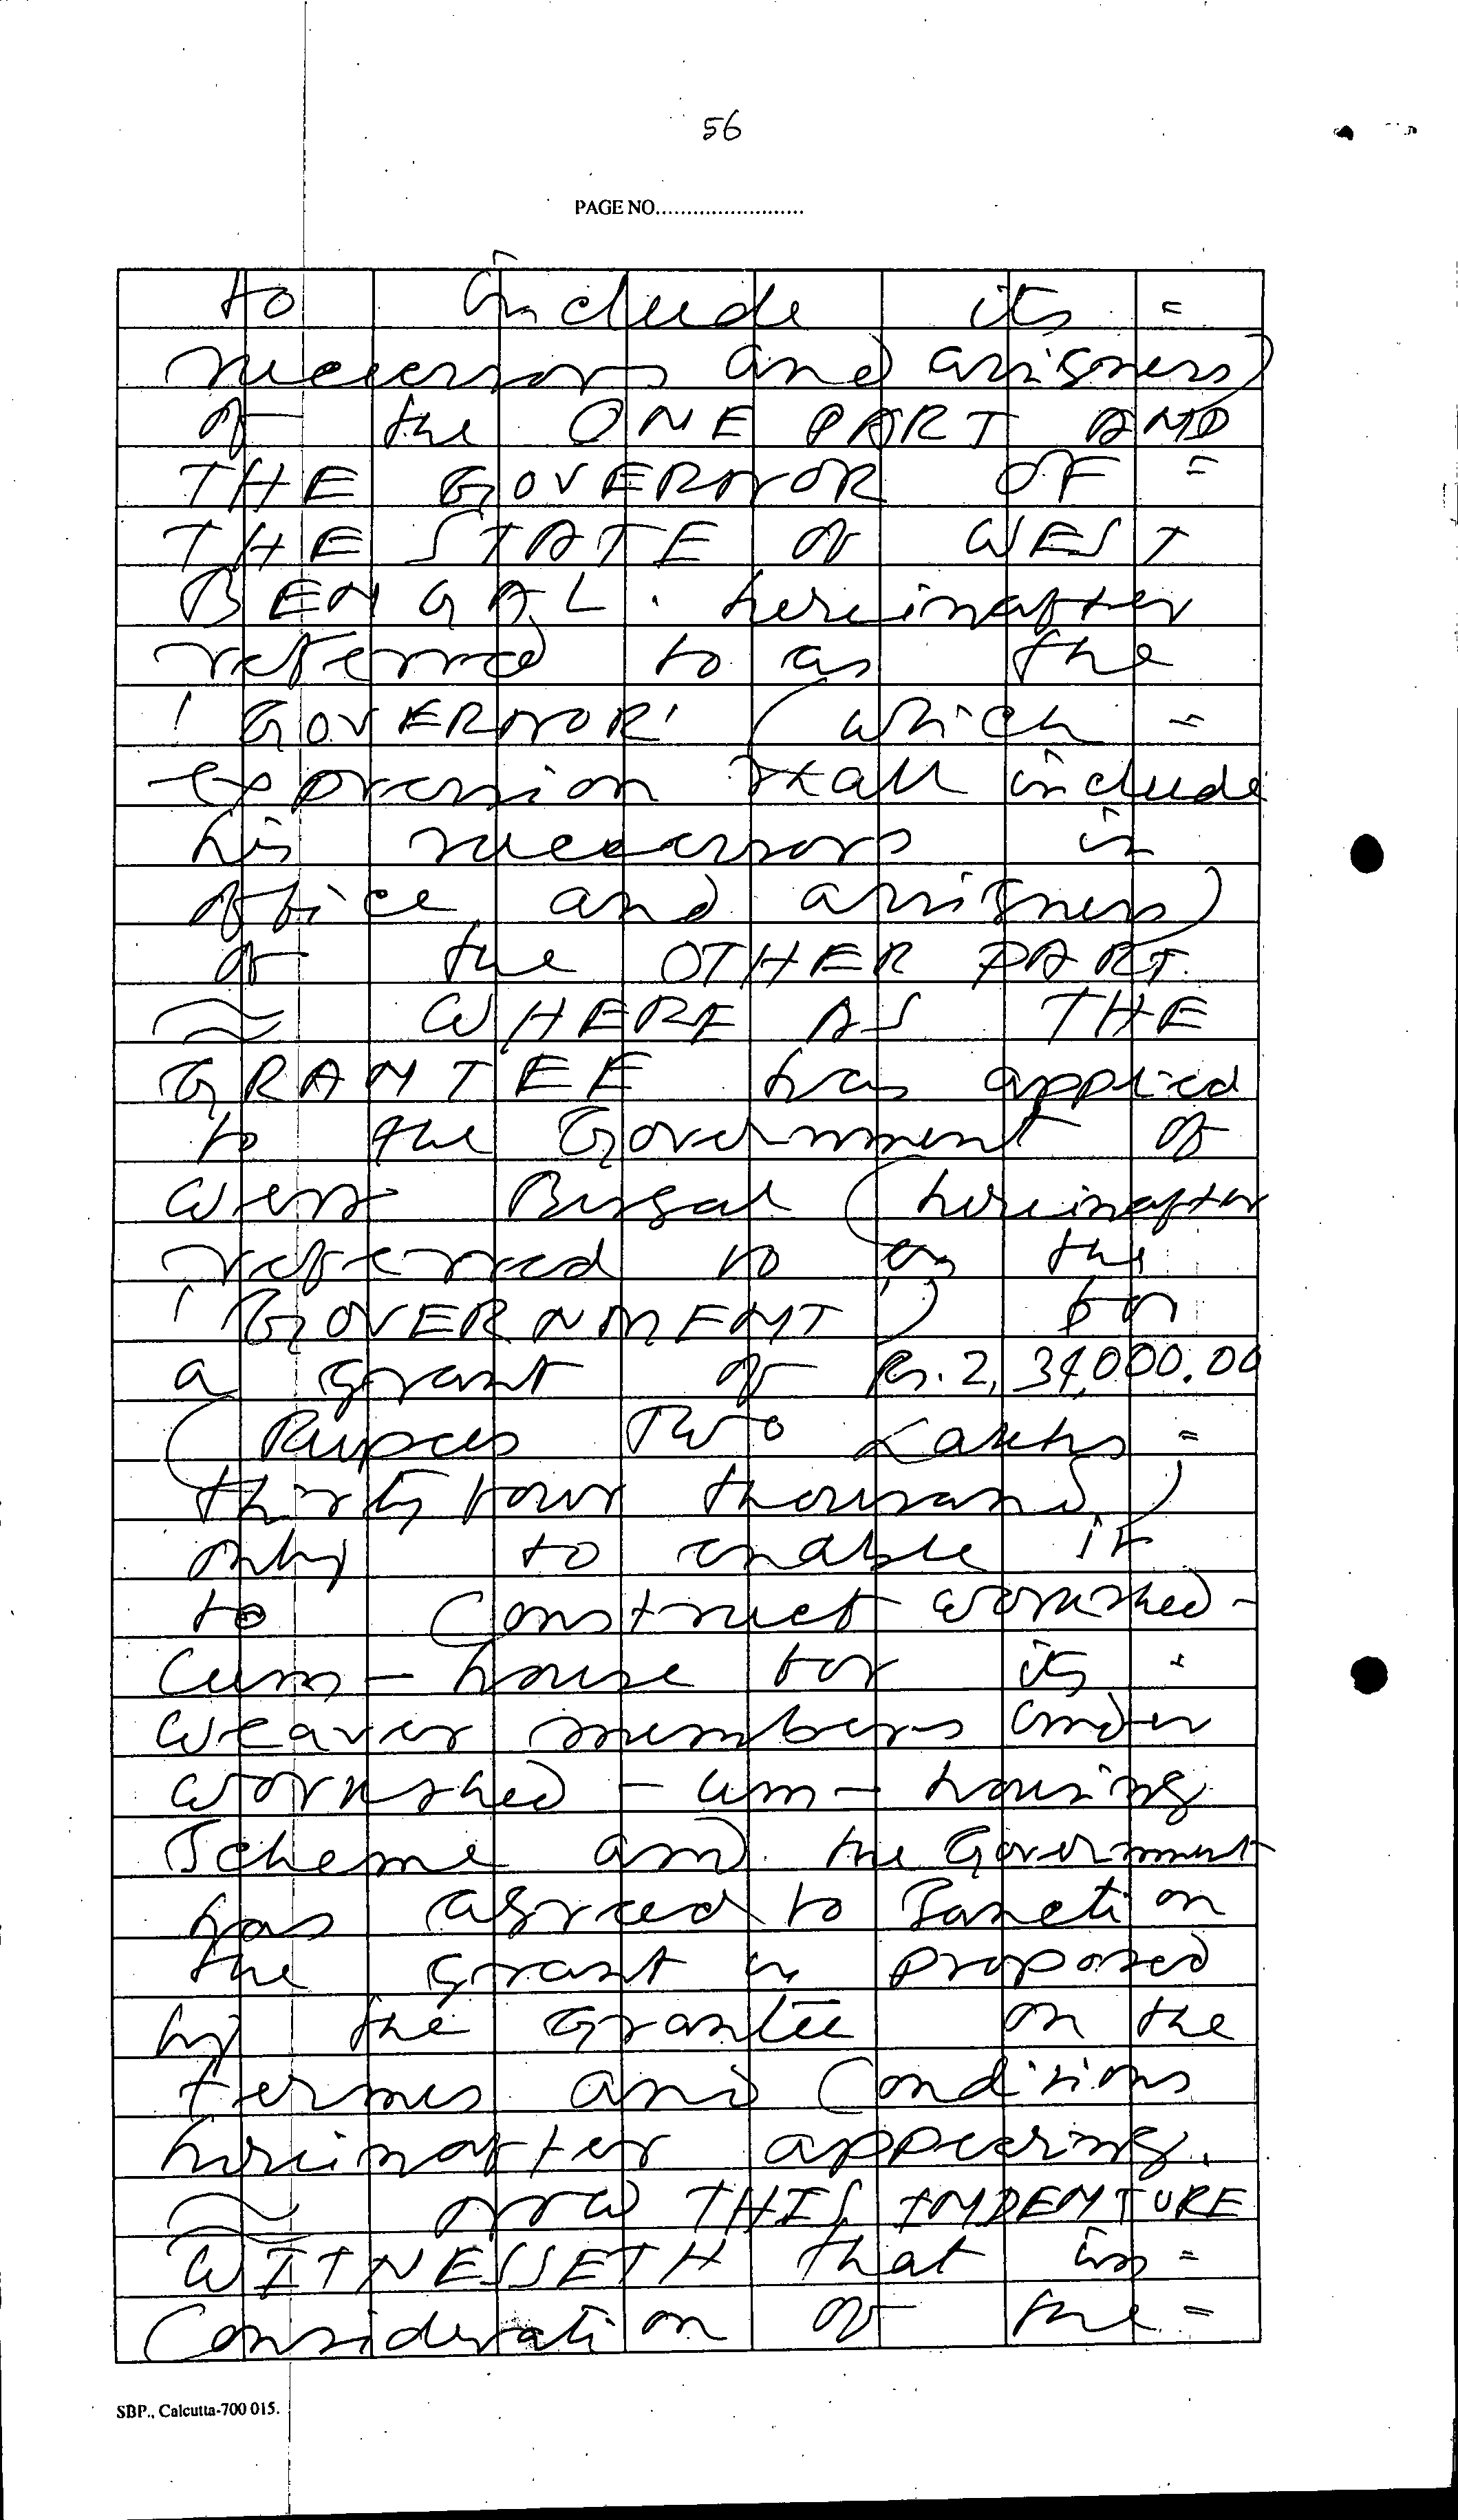 56
PAGE NO........................
to include its =
successors and assignees)
of the ONE PART AND
THE GOVERNOR OF =
THE STATE of WEST
BENGAL. hereinafter
referred to as the
'GOVERNOR' (which =
expression shall include
his successors in
office and assignees)
of the OTHER PART.
≈ WHERE AS THE
GRANTEE has applied
to the Government of
West Bengal (hereinafter
referred to as the
'GOVERNMENT') for
a grant of Rs. 2,34,000.00
(Rupees Two Lakhs =
thirty four thousand)
only to enable it
to Construct workshed-
Cum - house for its =
weaver members under
workshed - cum - housing
Scheme and the Government
has agreed to Sanction
the grant as proposed
by the Grantee on the
terms and Conditions
hereinafter appearing.
≈ NOW THIS INDENTURE
WITNESSETH that in =
Consideration of the =
SBP., Calcutta-700 015.